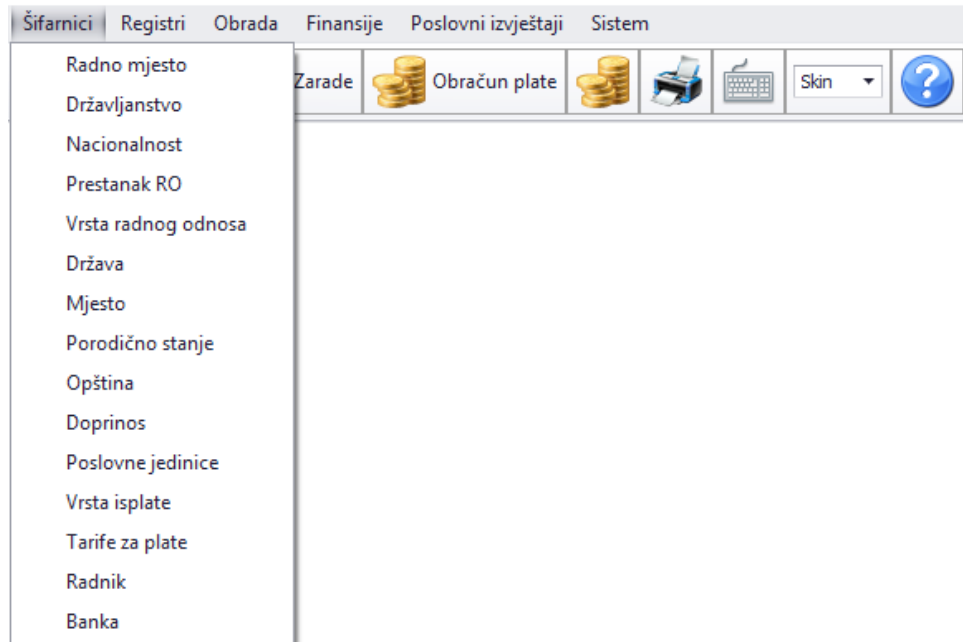 Šifarnici Registri Obrada Finansije Poslovni izvještaji Sistem
Zarade Obračun plate Skin ?
Radno mjesto
Državljanstvo
Nacionalnost
Prestanak RO
Vrsta radnog odnosa
Država
Mjesto
Porodično stanje
Opština
Doprinos
Poslovne jedinice
Vrsta isplate
Tarife za plate
Radnik
Banka